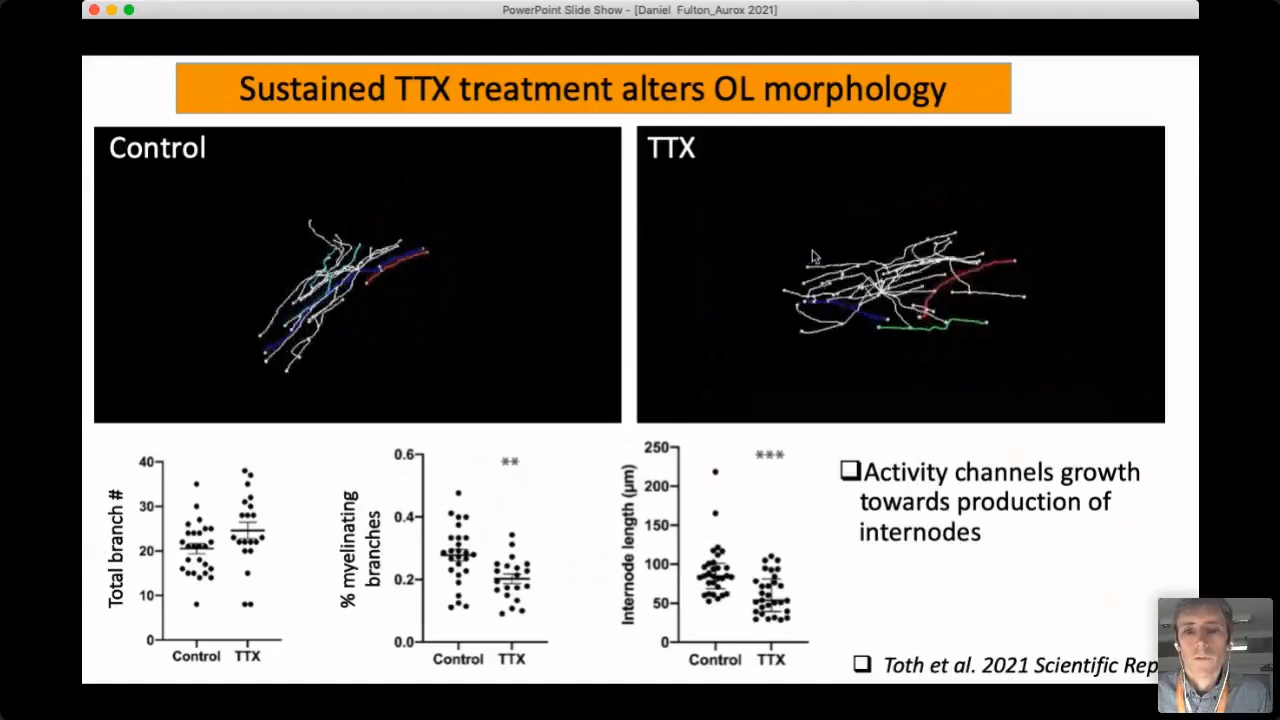 PowerPoint Slide Show - [Daniel Fulton_Aurox 2021]
Sustained TTX treatment alters OL morphology
Control
TTX
Total branch #
40
30
20
10
0
Control TTX
% myelinating
branches
0.6
0.4
0.2
0.0
**
Control TTX
Internode length (µm)
250
200
150
100
50
0
***
Control TTX
❑Activity channels growth
towards production of
internodes
❑ Toth et al. 2021 Scientific Rep